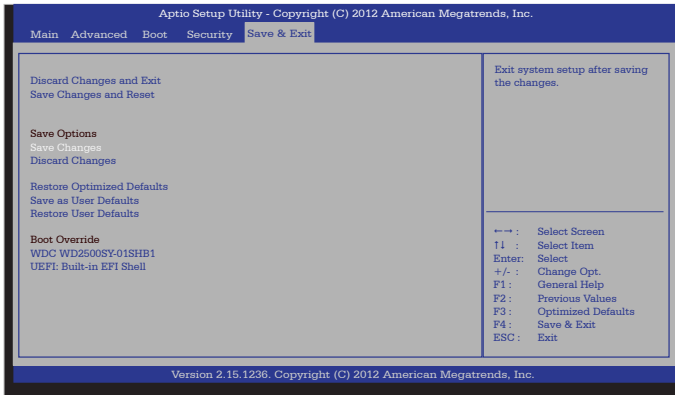 Aptio Setup Utility - Copyright (C) 2012 American Megatrends, Inc.
Main Advanced Boot Security Save & Exit
Discard Changes and Exit
Save Changes and Reset
Save Options
Save Changes
Discard Changes
Restore Optimized Defaults
Save as User Defaults
Restore User Defaults
Boot Override
WDC WD2500SY-01SHB1
UEFI: Built-in EFI Shell
Exit system setup after saving
the changes.
←→ : Select Screen
↑↓ : Select Item
Enter: Select
+/- : Change Opt.
F1 : General Help
F2 : Previous Values
F3 : Optimized Defaults
F4 : Save & Exit
ESC : Exit
Version 2.15.1236. Copyright (C) 2012 American Megatrends, Inc.